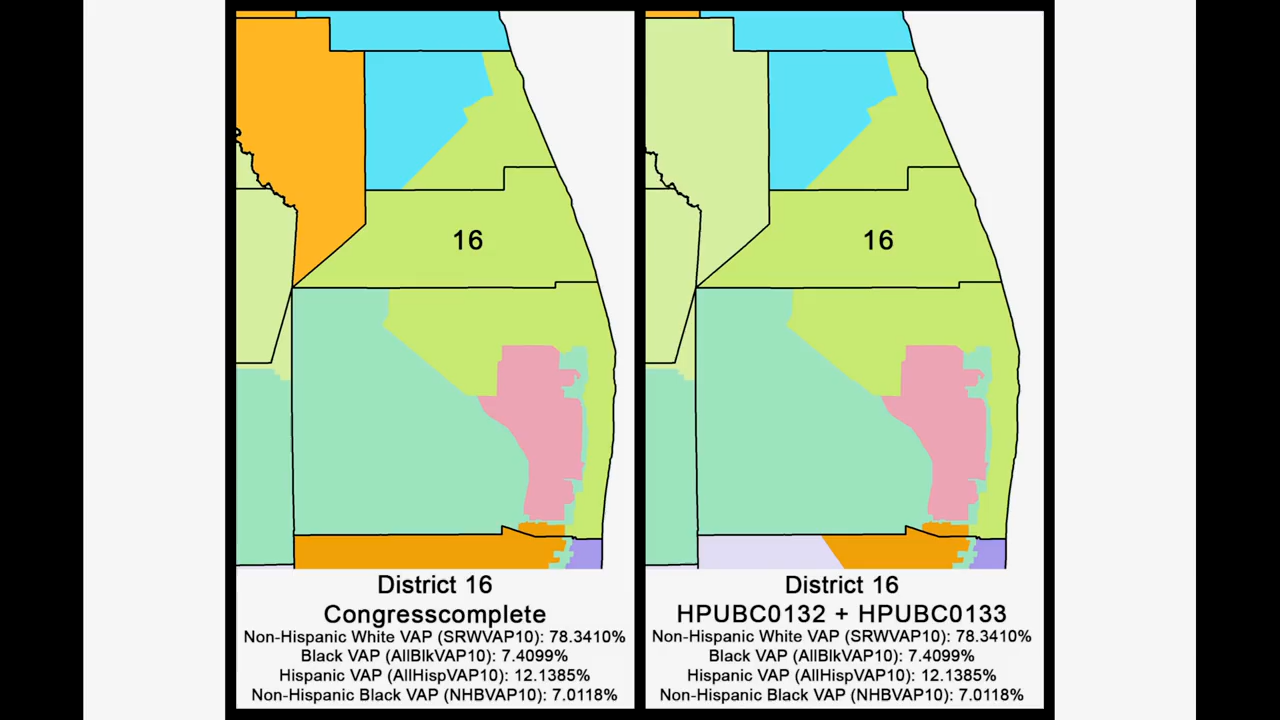 16
District 16
Congresscomplete
Non-Hispanic White VAP (SRWVAP10): 78.3410%
Black VAP (AllBlkVAP10): 7.4099%
Hispanic VAP (AllHispVAP10): 12.1385%
Non-Hispanic Black VAP (NHBVAP10): 7.0118%
16
District 16
HPUBC0132 + HPUBC0133
Non-Hispanic White VAP (SRWVAP10): 78.3410%
Black VAP (AllBlkVAP10): 7.4099%
Hispanic VAP (AllHispVAP10): 12.1385%
Non-Hispanic Black VAP (NHBVAP10): 7.0118%